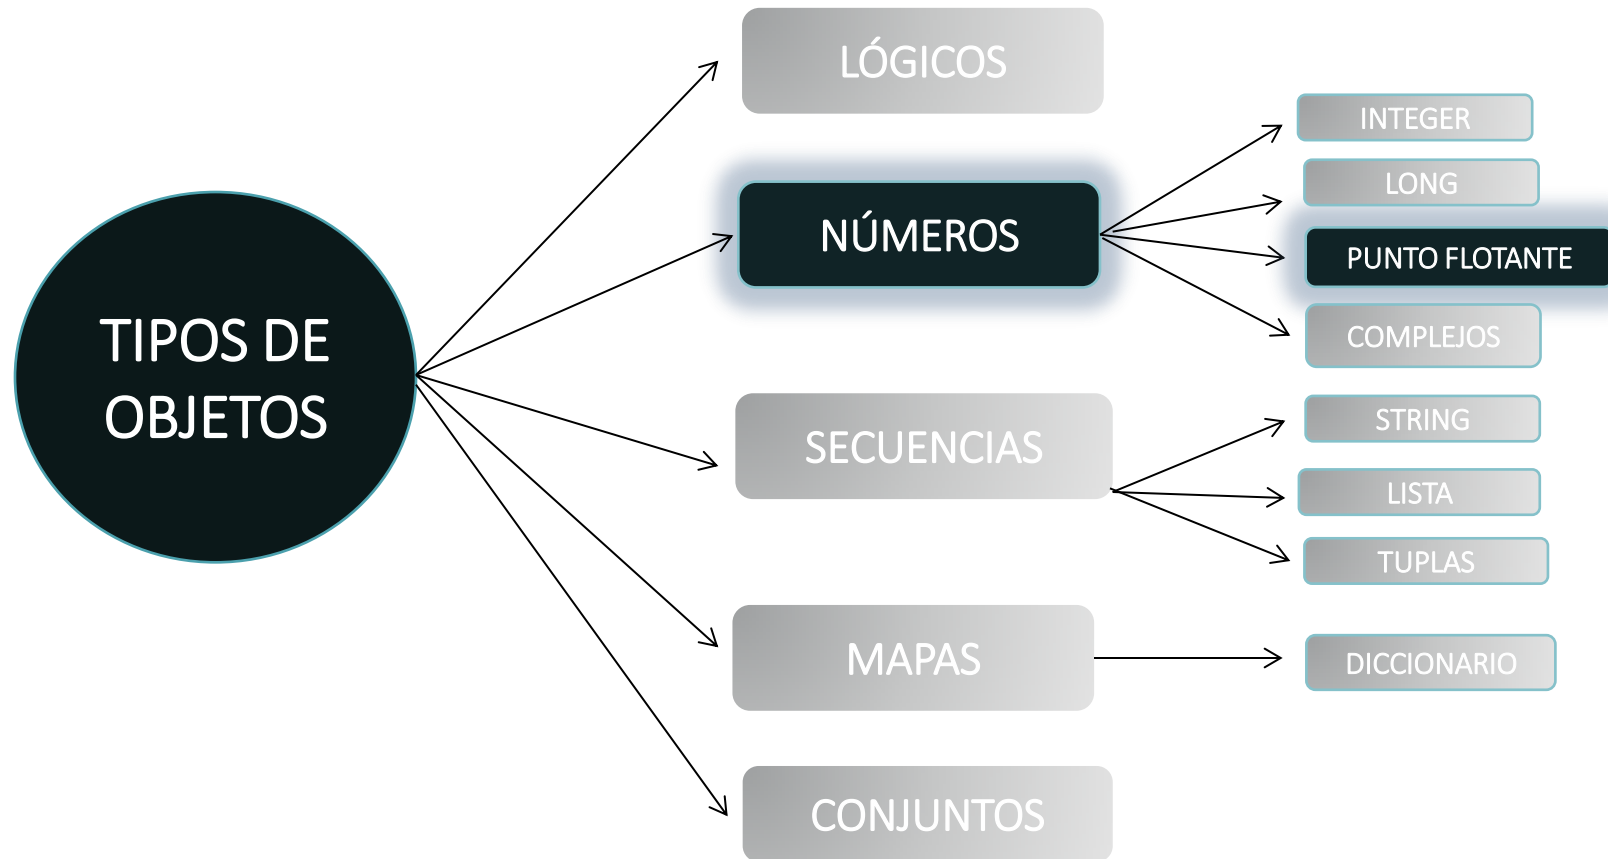 TIPOS DE
OBJETOS
LÓGICOS
NÚMEROS
INTEGER
LONG
PUNTO FLOTANTE
COMPLEJOS
SECUENCIAS
STRING
LISTA
TUPLAS
MAPAS
DICCIONARIO
CONJUNTOS